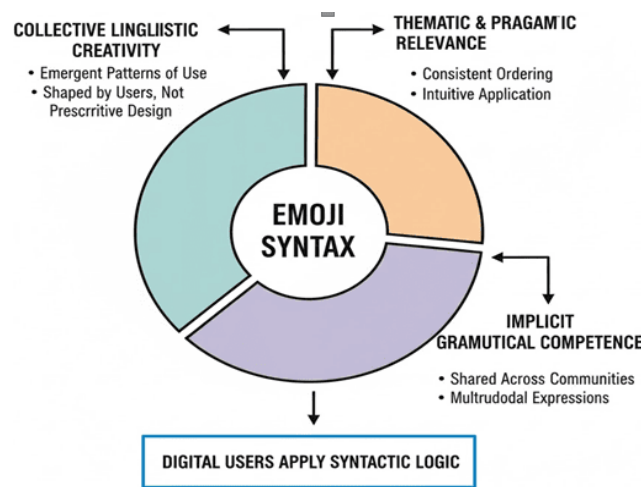 COLLECTIVE LINGLIISTIC
CREATIVITY
• Emergent Patterns of Use
• Shaped by Users, Not
Prescrritive Design
THEMATIC & PRAGAM'IC
RELEVANCE
• Consistent Ordering
• Intuitive Application
EMOJI
SYNTAX
IMPLICIT
GRAMUTICAL COMPETENCE
• Shared Across Communities
• Multrudodal Expressions
DIGITAL USERS APPLY SYNTACTIC LOGIC